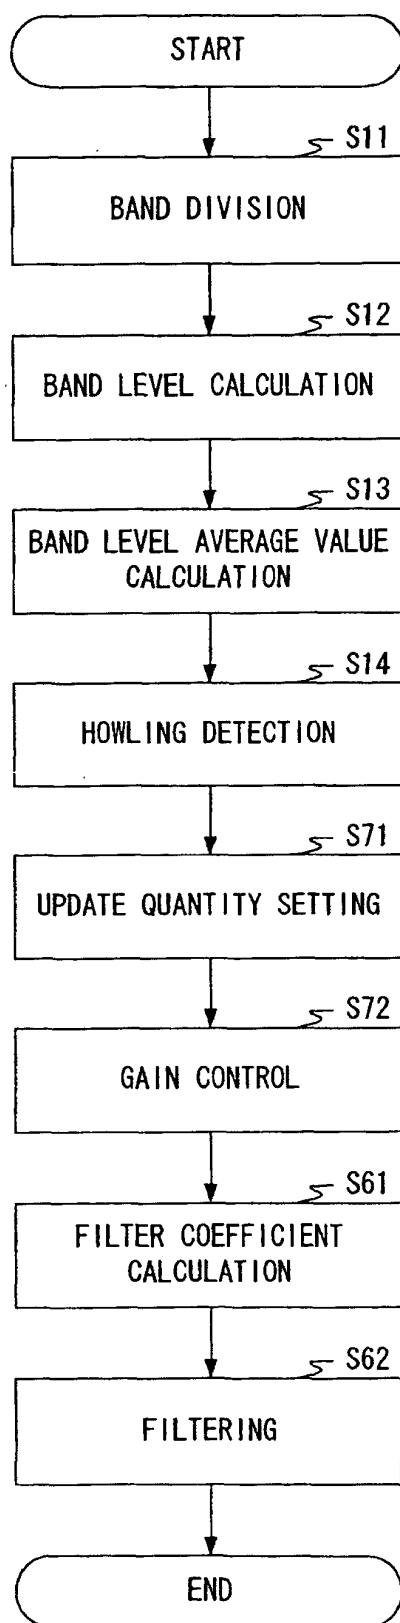 START
S11
BAND DIVISION
S12
BAND LEVEL CALCULATION
S13
BAND LEVEL AVERAGE VALUE
CALCULATION
S14
HOWLING DETECTION
S71
UPDATE QUANTITY SETTING
S72
GAIN CONTROL
S61
FILTER COEFFICIENT
CALCULATION
S62
FILTERING
END